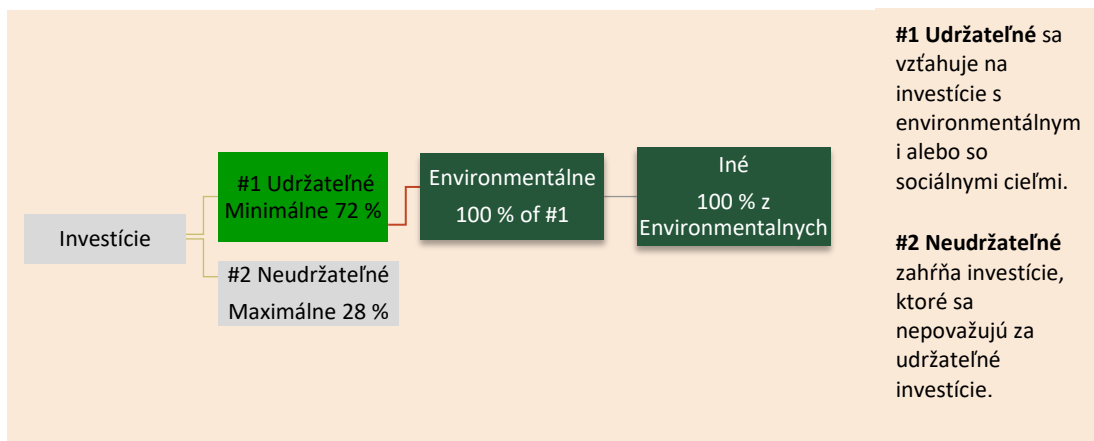 Investície
#1 Udržateľné
Minimálne 72 %
#2 Neudržateľné
Maximálne 28 %
Environmentálne
100 % of #1
Iné
100 % z
Environmentalnych
#1 Udržateľné sa
vzťahuje na
investície s
environmentálnym
i alebo so
sociálnymi cieľmi.
#2 Neudržateľné
zahŕňa investície,
ktoré sa
nepovažujú za
udržateľné
investície.